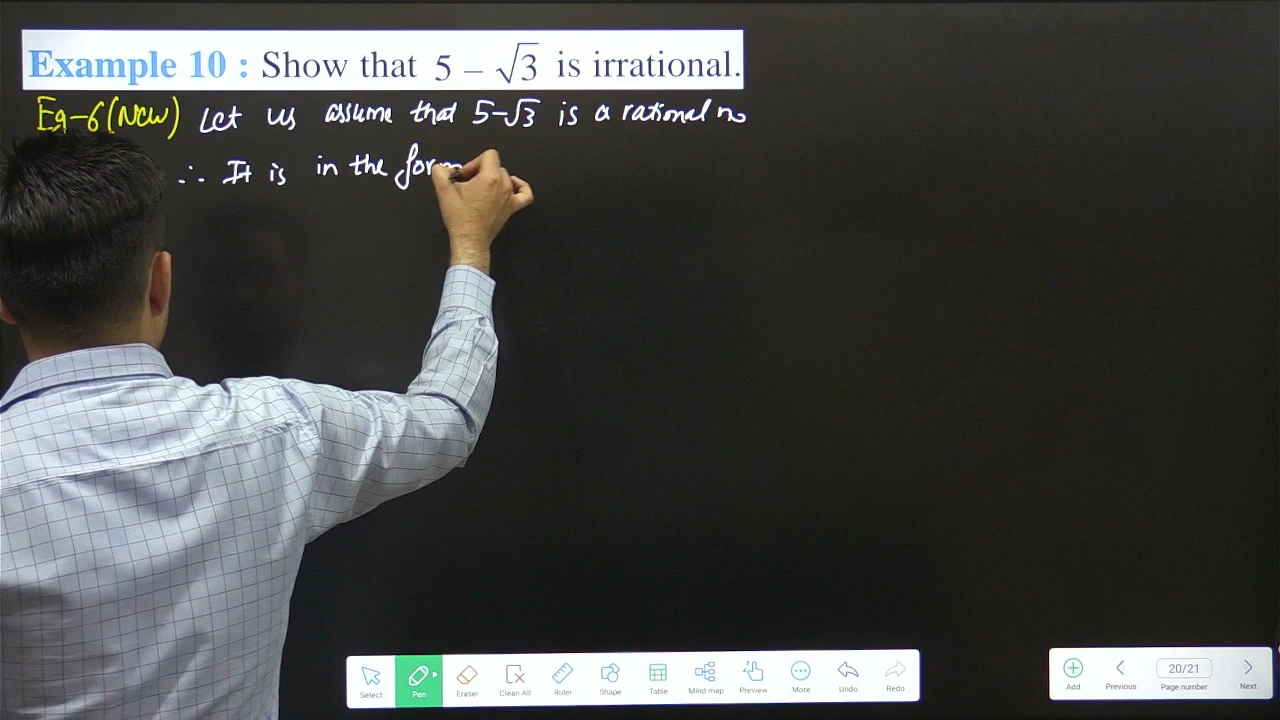 Example 10 : Show that 5 – √3 is irrational.
Eg-6 (New) Let us assume that 5-√3 is a rational no
∴ It is in the form
Select Pen Eraser Clean All Ruler Shape Table Mind map Preview More Undo Redo
Add Previous 20/21 Page number Next